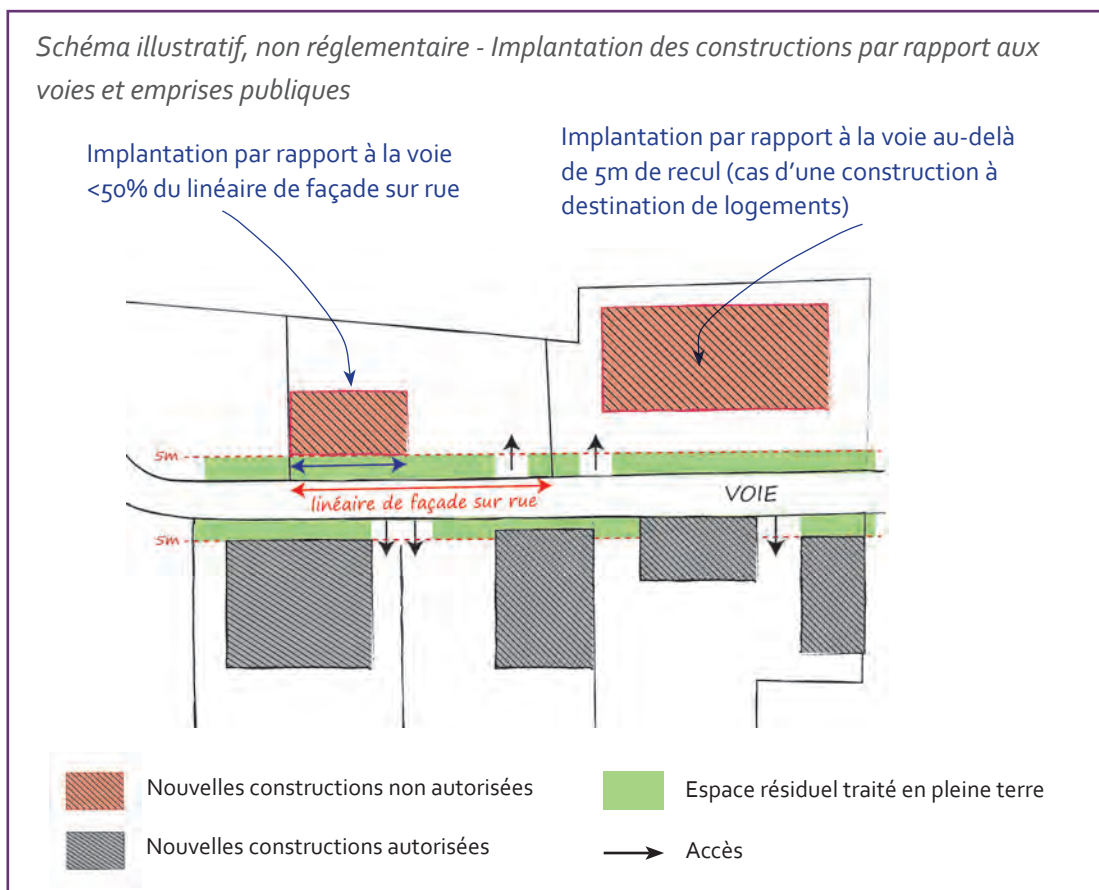 Schéma illustratif, non réglementaire - Implantation des constructions par rapport aux
voies et emprises publiques
Implantation par rapport à la voie
<50% du linéaire de façade sur rue
Implantation par rapport à la voie au-delà
de 5m de recul (cas d'une construction à
destination de logements)
5m
linéaire de façade sur rue
VOIE
5m
Nouvelles constructions non autorisées
Espace résiduel traité en pleine terre
Nouvelles constructions autorisées
Accès